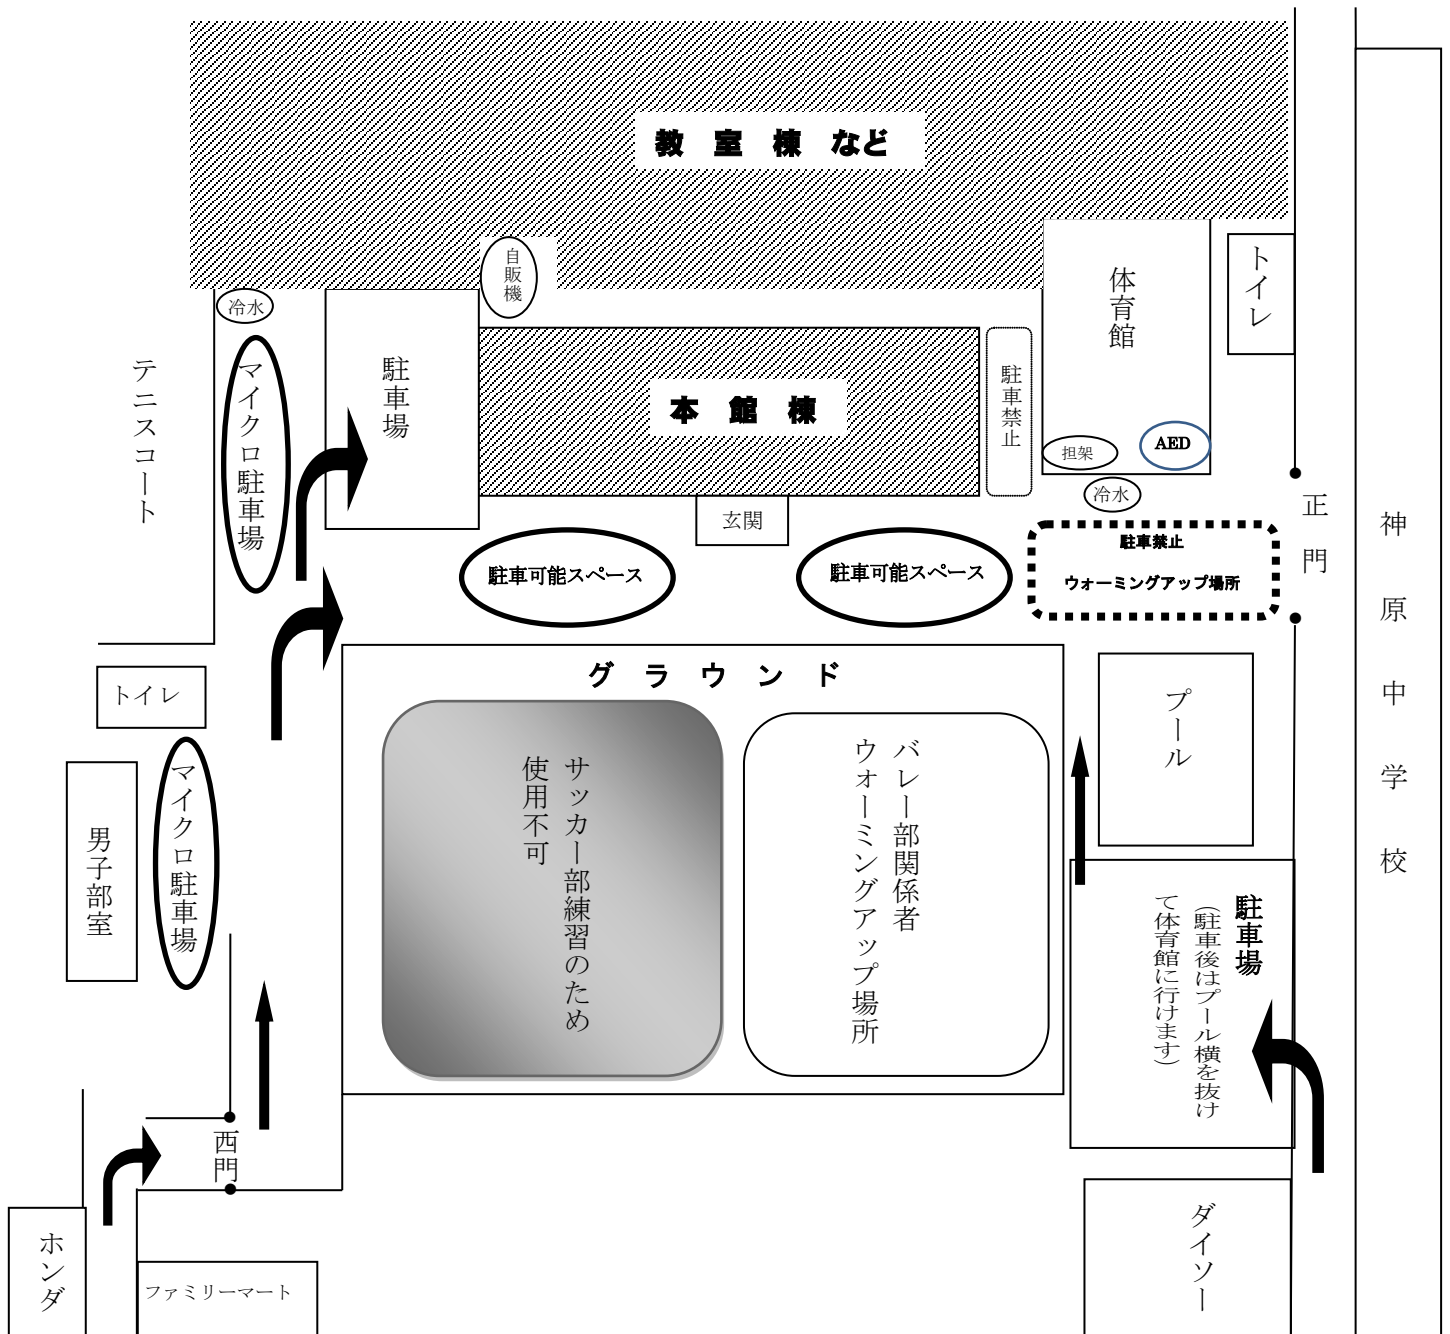 教室棟など
自販機
冷水
体育館
トイレ
テニスコート
マイクロ駐車場
駐車場
本館棟
駐車禁止
担架
AED
冷水
正門
神原中学校
玄関
駐車可能スペース
駐車可能スペース
駐車禁止
ウォーミングアップ場所
グラウンド
トイレ
プール
マイクロ駐車場
男子部室
サッカー部練習のため
使用不可
バレー部関係者
ウオーミングアップ場所
駐車場
(駐車後はプール横を抜け
て体育館に行けます)
西門
ホンダ
ファミリーマート
ダイソー